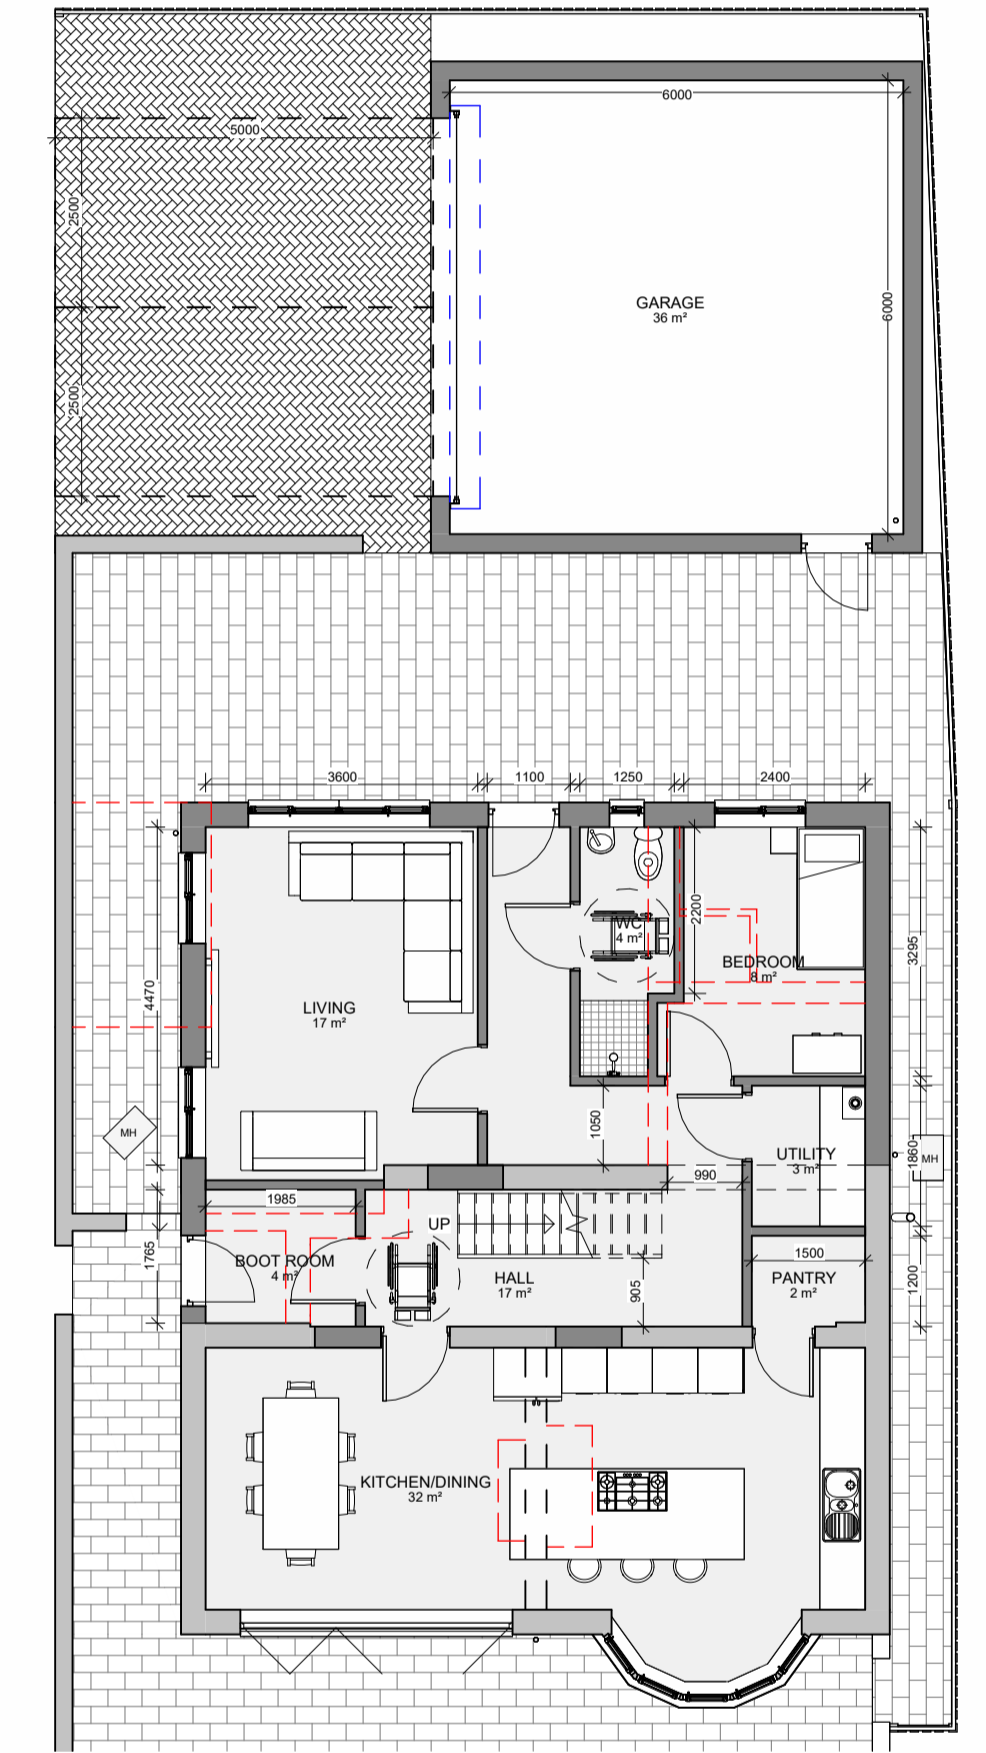 6000
5000
2500
GARAGE
36 m²
6000
2500
3600
1100
1250
2400
2200
WC
4 m²
3295
BEDROOM
8 m²
4470
LIVING
17 m²
MH
1050
UTILITY
3 m²
1860
MH
990
1985
UP
1765
BOOT ROOM
4 m²
HALL
17 m²
905
1500
PANTRY
2 m²
1200
KITCHEN/DINING
32 m²